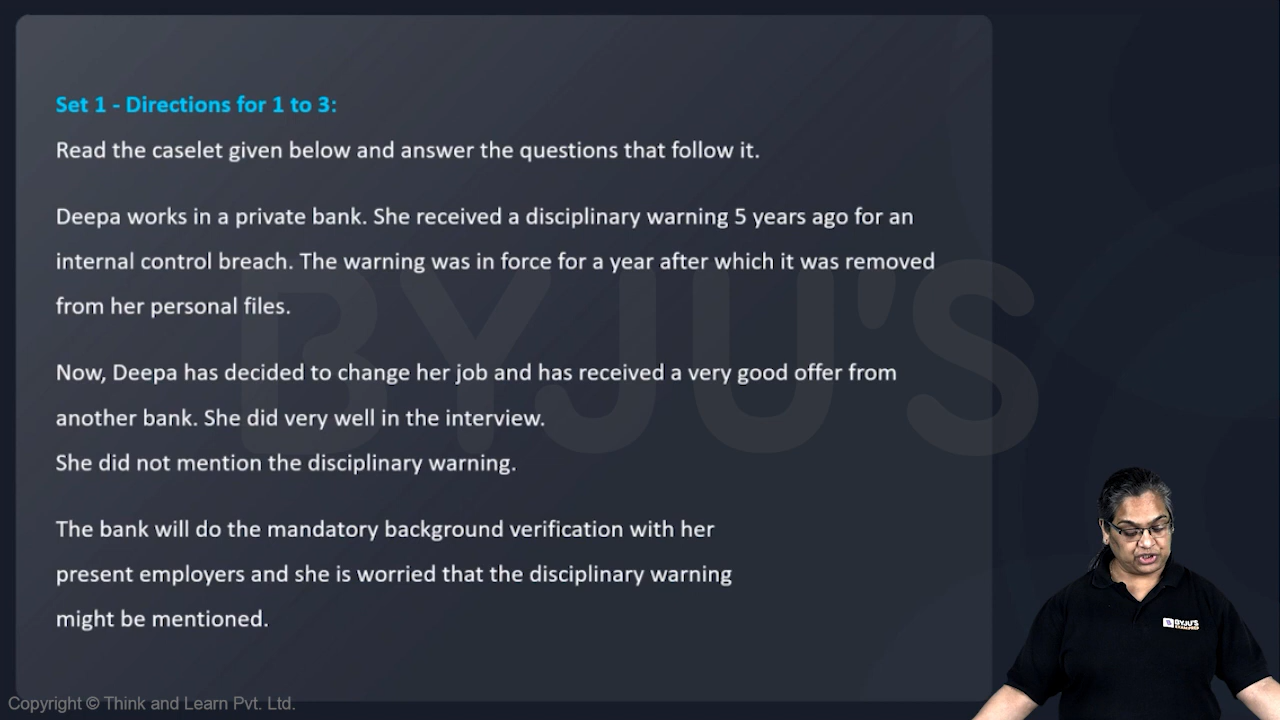 Set 1 - Directions for 1 to 3:
Read the caselet given below and answer the questions that follow it.
Deepa works in a private bank. She received a disciplinary warning 5 years ago for an
internal control breach. The warning was in force for a year after which it was removed
from her personal files.
Now, Deepa has decided to change her job and has received a very good offer from
another bank. She did very well in the interview.
She did not mention the disciplinary warning.
The bank will do the mandatory background verification with her
present employers and she is worried that the disciplinary warning
might be mentioned.
BYJU'S
BYJU'S
Copyright © Think and Learn Pvt. Ltd.